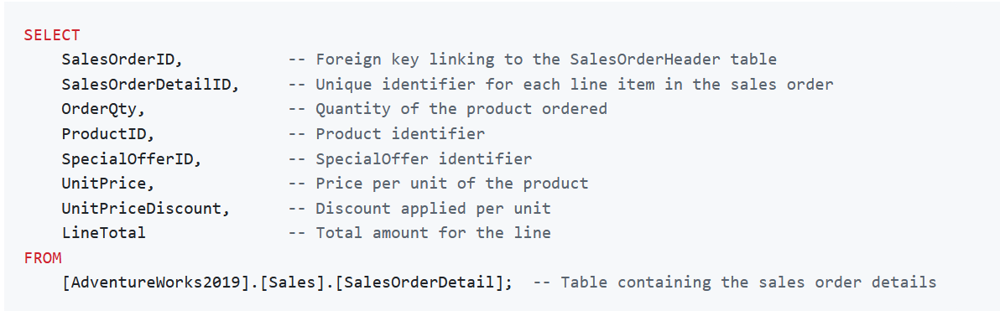 SELECT
    SalesOrderID,           -- Foreign key linking to the SalesOrderHeader table
    SalesOrderDetailID,     -- Unique identifier for each line item in the sales order
    OrderQty,               -- Quantity of the product ordered
    ProductID,              -- Product identifier
    SpecialOfferID,         -- SpecialOffer identifier
    UnitPrice,              -- Price per unit of the product
    UnitPriceDiscount,      -- Discount applied per unit
    LineTotal               -- Total amount for the line
FROM
    [AdventureWorks2019].[Sales].[SalesOrderDetail];  -- Table containing the sales order details